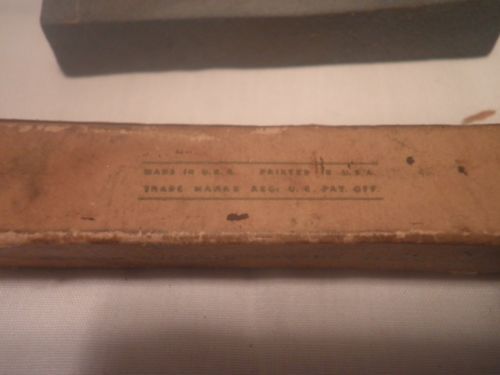 MADE IN U.S.A. PRINTED IN U.S.A.
TRADE MARKS REG. U.S. PAT. OFF.